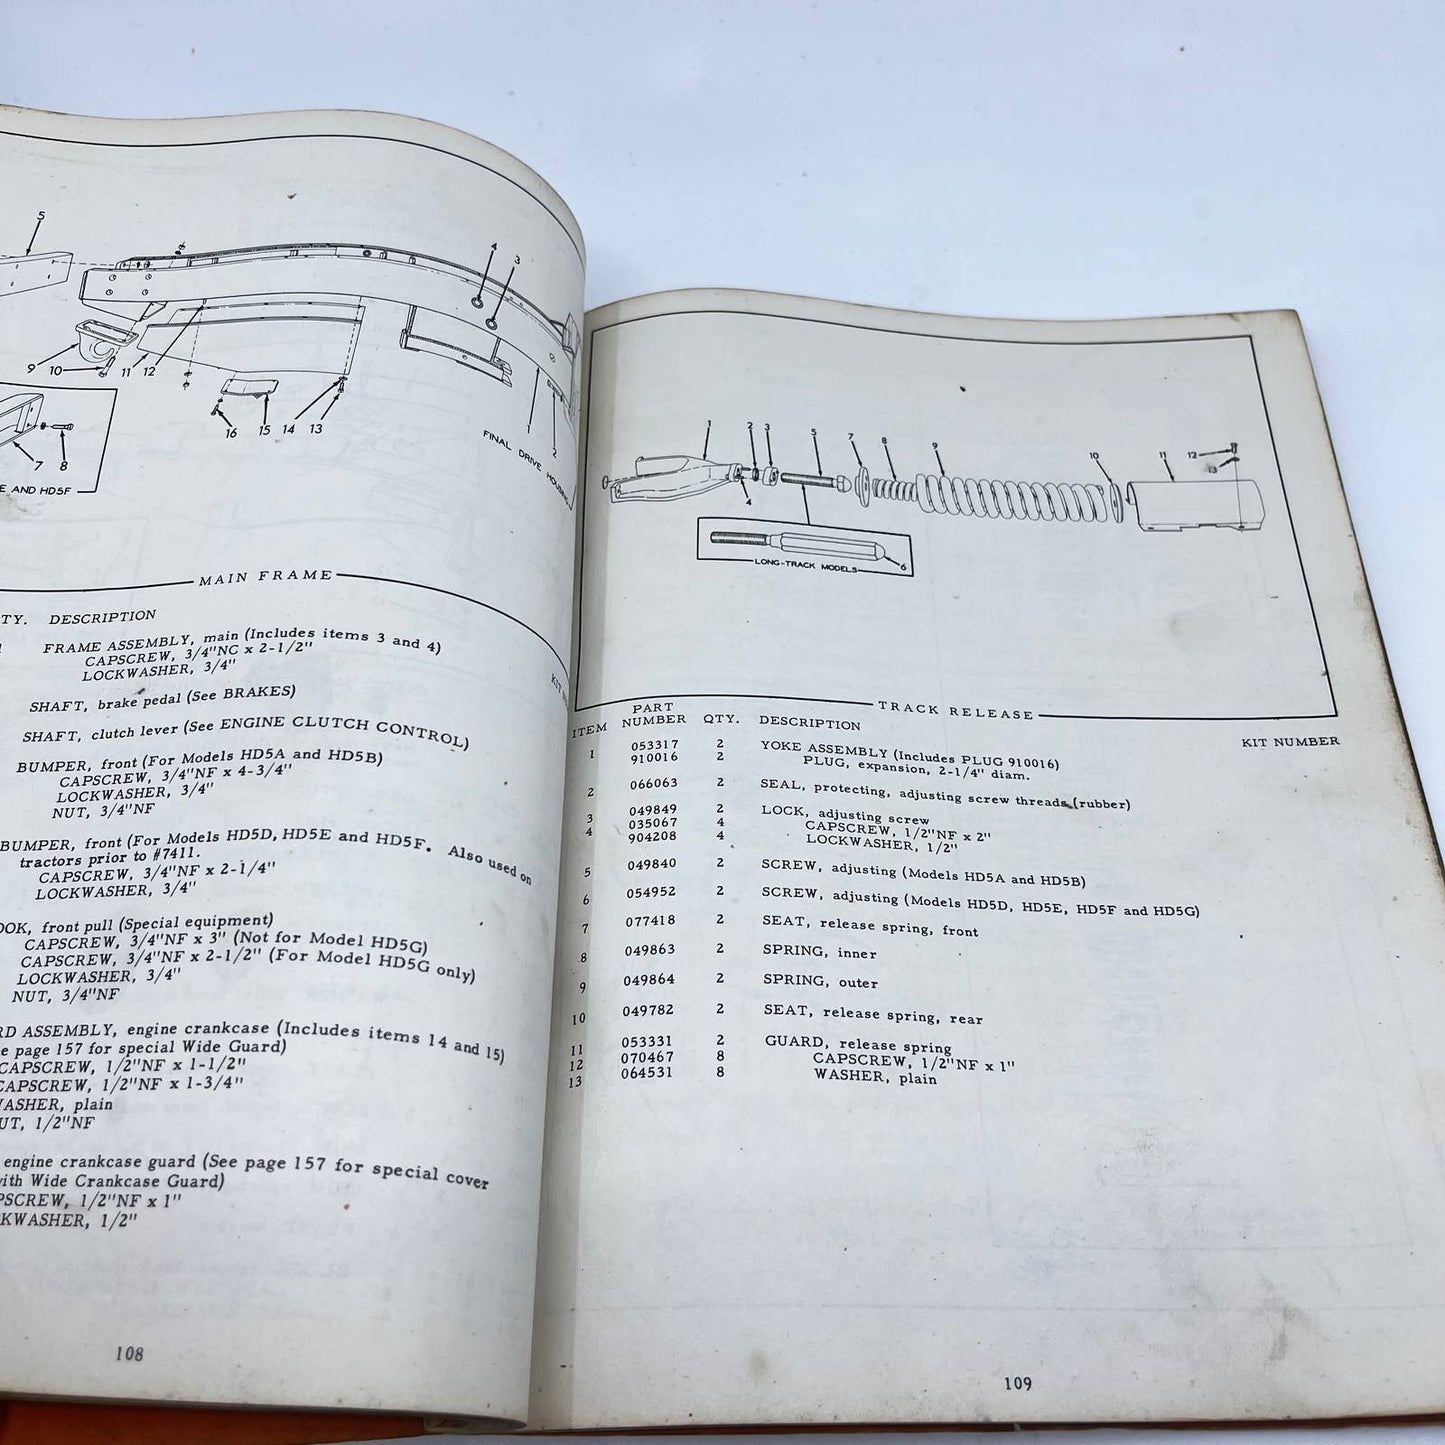 5
4
3
9
10
11
12
16
15
14
13
1
2
FINAL DRIVE
7
8
E AND HD5F
MAIN FRAME
TY. DESCRIPTION
FRAME ASSEMBLY, main (Includes items 3 and 4)
CAPSCREW, 3/4"NC x 2-1/2"
LOCKWASHER, 3/4"
SHAFT, brake pedal (See BRAKES)
SHAFT, clutch lever (See ENGINE CLUTCH CONTROL)
BUMPER, front (For Models HD5A and HD5B)
CAPSCREW, 3/4"NF x 4-3/4"
LOCKWASHER, 3/4"
NUT, 3/4"NF
BUMPER, front (For Models HD5D, HD5E and HD5F. Also used on
tractors prior to #7411.
CAPSCREW, 3/4"NF x 2-1/4"
LOCKWASHER, 3/4"
OOK, front pull (Special equipment)
CAPSCREW, 3/4"NF x 3" (Not for Model HD5G)
CAPSCREW, 3/4"NF x 2-1/2" (For Model HD5G only)
LOCKWASHER, 3/4"
NUT, 3/4"NF
RD ASSEMBLY, engine crankcase (Includes items 14 and 15)
e page 157 for special Wide Guard)
CAPSCREW, 1/2"NF x 1-1/2"
CAPSCREW, 1/2"NF x 1-3/4"
WASHER, plain
UT, 1/2"NF
engine crankcase guard (See page 157 for special cover
with Wide Crankcase Guard)
PSCREW, 1/2"NF x 1"
KWASHER, 1/2"
108
1 2 3 5 7 8 9 10 11 12
13
4
LONG-TRACK MODELS
6
TRACK RELEASE
ITEM PART NUMBER QTY. DESCRIPTION KIT NUMBER
1 053317 2 YOKE ASSEMBLY (Includes PLUG 910016)
910016 2 PLUG, expansion, 2-1/4" diam.
2 066063 2 SEAL, protecting, adjusting screw threads (rubber)
3 049849 2 LOCK, adjusting screw
4 035067 4 CAPSCREW, 1/2"NF x 2"
904208 4 LOCKWASHER, 1/2"
5 049840 2 SCREW, adjusting (Models HD5A and HD5B)
6 054952 2 SCREW, adjusting (Models HD5D, HD5E, HD5F and HD5G)
7 077418 2 SEAT, release spring, front
8 049863 2 SPRING, inner
9 049864 2 SPRING, outer
10 049782 2 SEAT, release spring, rear
11 053331 2 GUARD, release spring
12 070467 8 CAPSCREW, 1/2"NF x 1"
13 064531 8 WASHER, plain
109